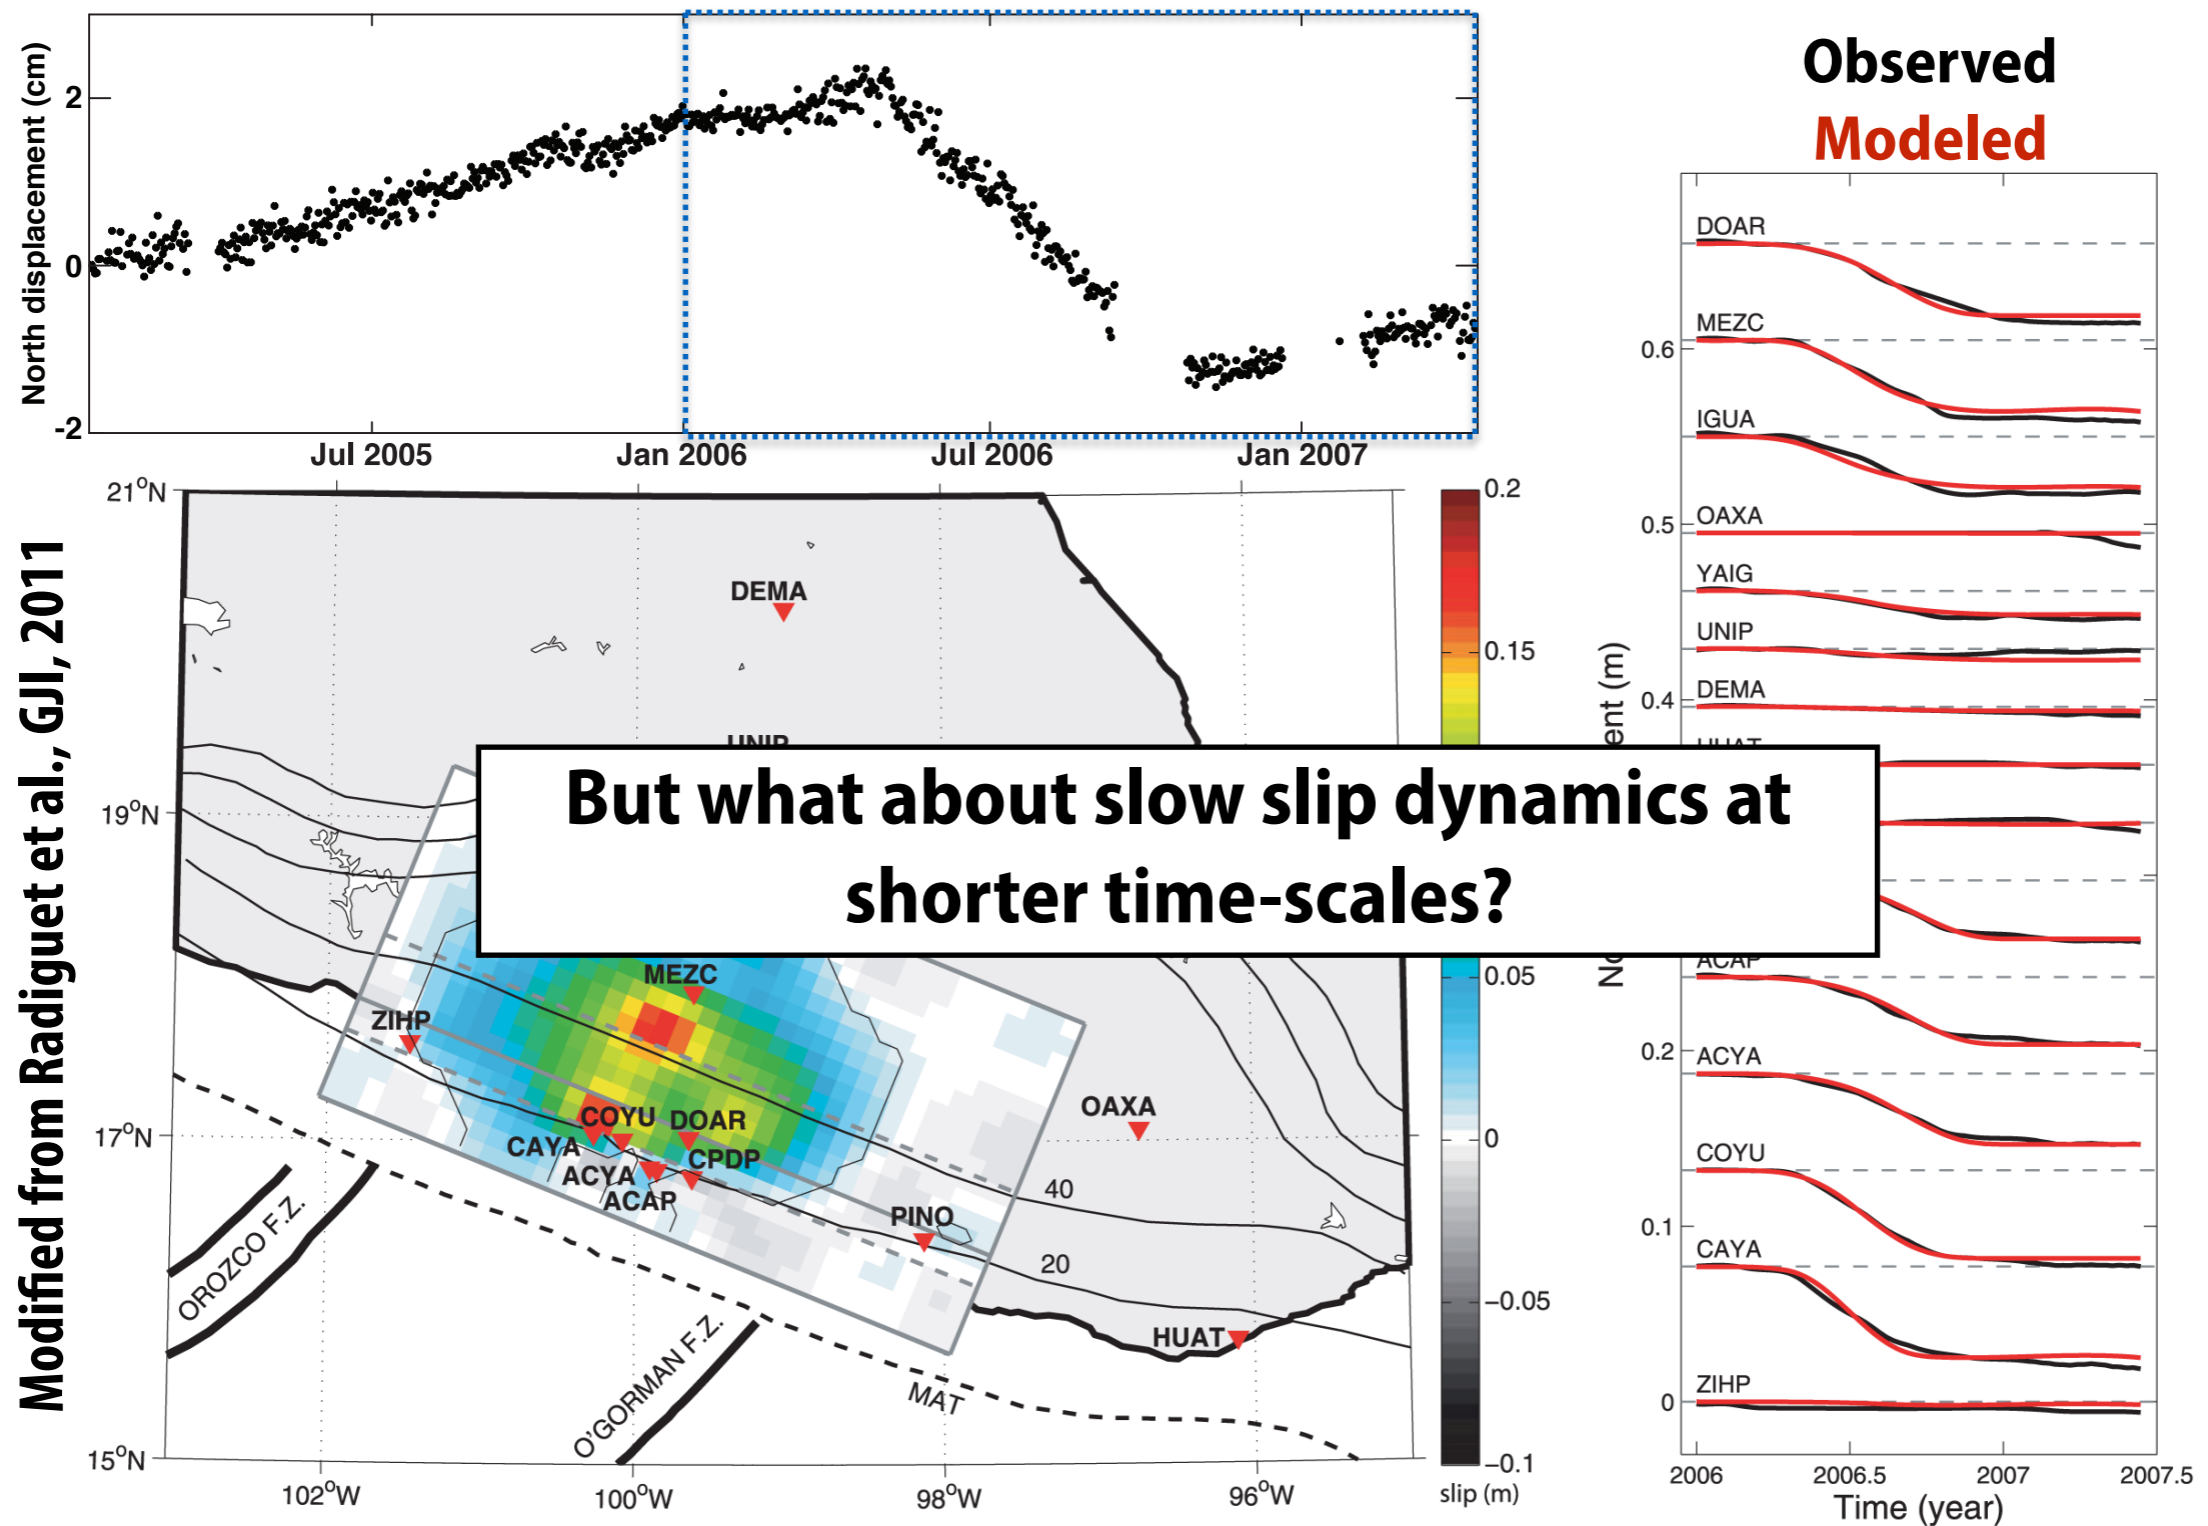 North displacement (cm)
2
0
-2
Jul 2005
Jan 2006
Jul 2006
Jan 2007
Observed
Modeled
Modified from Radiguet et al., GJI, 2011
21°N
19°N
17°N
15°N
102°W
100°W
98°W
96°W
DEMA
UNIP
But what about slow slip dynamics at
shorter time-scales?
MEZC
ZIHP
COYU
DOAR
CAYA
CPDP
ACYA
ACAP
PINO
OAXA
HUAT
40
20
OROZCO F.Z.
O'GORMAN F.Z.
MAT
0.2
0.15
0.05
0
−0.05
−0.1
slip (m)
DOAR
MEZC
0.6
IGUA
OAXA
0.5
YAIG
UNIP
DEMA
0.4
HUAT
ACAP
ACYA
0.2
COYU
0.1
CAYA
ZIHP
0
(m)
2006
2006.5
2007
2007.5
Time (year)